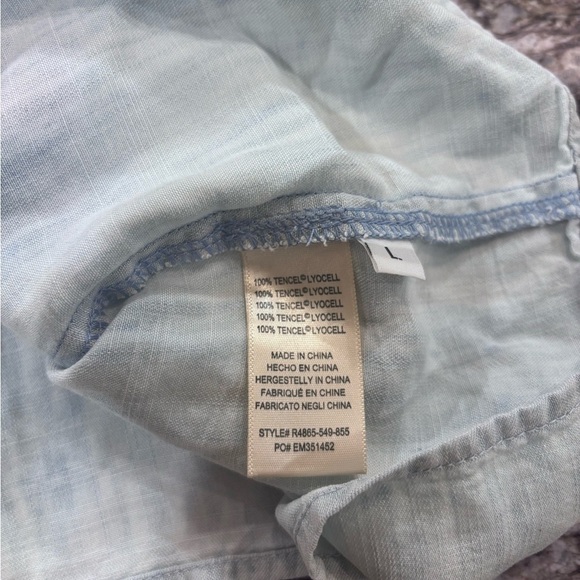 L
100% TENCEL©LYOCELL
100% TENCEL©LYOCELL
100% TENCEL©LYOCELL
100% TENCEL©LYOCELL
100% TENCEL©LYOCELL
MADE IN CHINA
HECHO EN CHINA
HERGESTELLY IN CHINA
FABRIQUÉ EN CHINE
FABRICATO NEGLI CHINA
STYLE# R4865-549-855
PO# EM351452